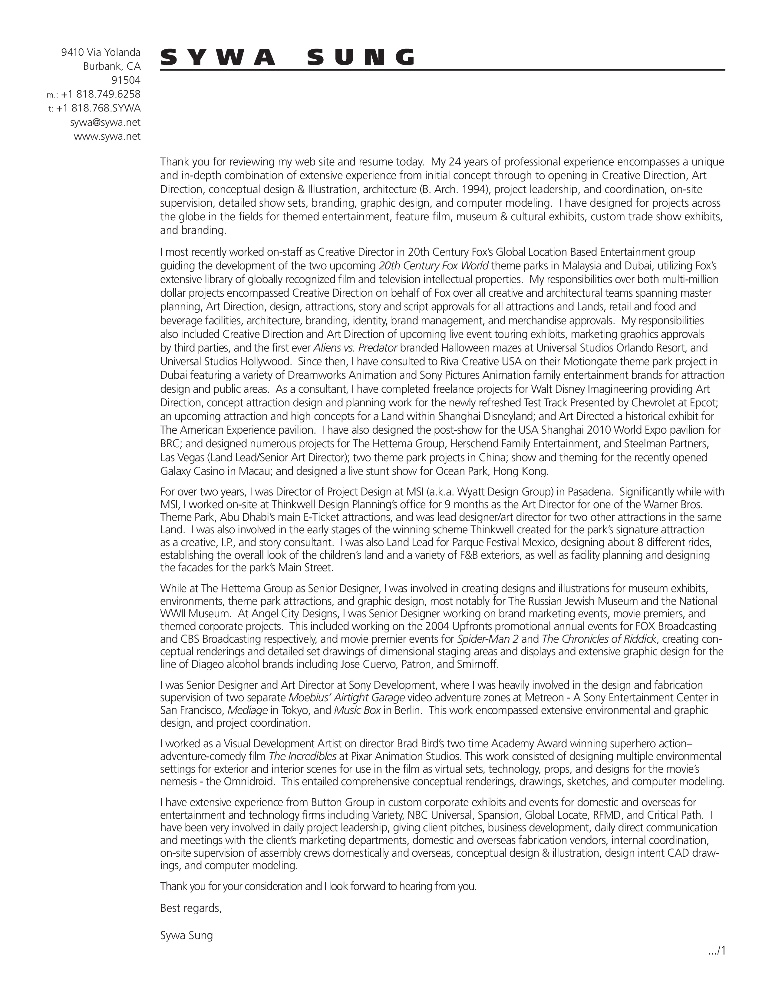 9410 Via Yolanda
Burbank, CA
91504
m.: +1 818.749.6258
t: +1 818.768.SYWA
sywa@sywa.net
www.sywa.net
SYWA SUNG
Thank you for reviewing my web site and resume today. My 24 years of professional experience encompasses a unique
and in-depth combination of extensive experience from initial concept through to opening in Creative Direction, Art
Direction, conceptual design & Illustration, architecture (B. Arch. 1994), project leadership, and coordination, on-site
supervision, detailed show sets, branding, graphic design, and computer modeling. I have designed for projects across
the globe in the fields for themed entertainment, feature film, museum & cultural exhibits, custom trade show exhibits,
and branding.
I most recently worked on-staff as Creative Director in 20th Century Fox's Global Location Based Entertainment group
guiding the development of the two upcoming 20th Century Fox World theme parks in Malaysia and Dubai, utilizing Fox's
extensive library of globally recognized film and television intellectual properties. My responsibilities over both multi-million
dollar projects encompassed Creative Direction on behalf of Fox over all creative and architectural teams spanning master
planning, Art Direction, design, attractions, story and script approvals for all attractions and Lands, retail and food and
beverage facilities, architecture, branding, identity, brand management, and merchandise approvals. My responsibilities
also included Creative Direction and Art Direction of upcoming live event touring exhibits, marketing graphics approvals
by third parties, and the first ever Aliens vs. Predator branded Halloween mazes at Universal Studios Orlando Resort, and
Universal Studios Hollywood. Since then, I have consulted to Riva Creative USA on their Motiongate theme park project in
Dubai featuring a variety of Dreamworks Animation and Sony Pictures Animation family entertainment brands for attraction
design and public areas. As a consultant, I have completed freelance projects for Walt Disney Imagineering providing Art
Direction, concept attraction design and planning work for the newly refreshed Test Track Presented by Chevrolet at Epcot;
an upcoming attraction and high concepts for a Land within Shanghai Disneyland; and Art Directed a historical exhibit for
The American Experience pavilion. I have also designed the post-show for the USA Shanghai 2010 World Expo pavilion for
BRC; and designed numerous projects for The Hettema Group, Herschend Family Entertainment, and Steelman Partners,
Las Vegas (Land Lead/Senior Art Director); two theme park projects in China; show and theming for the recently opened
Galaxy Casino in Macau; and designed a live stunt show for Ocean Park, Hong Kong.
For over two years, I was Director of Project Design at MSI (a.k.a. Wyatt Design Group) in Pasadena. Significantly while with
MSI, I worked on-site at Thinkwell Design Planning's office for 9 months as the Art Director for one of the Warner Bros.
Theme Park, Abu Dhabi's main E-Ticket attractions, and was lead designer/art director for two other attractions in the same
Land. I was also involved in the early stages of the winning scheme Thinkwell created for the park's signature attraction
as a creative, I.P., and story consultant. I was also Land Lead for Parque Festival Mexico, designing about 8 different rides,
establishing the overall look of the children's land and a variety of F&B exteriors, as well as facility planning and designing
the facades for the park's Main Street.
While at The Hettema Group as Senior Designer, I was involved in creating designs and illustrations for museum exhibits,
environments, theme park attractions, and graphic design, most notably for The Russian Jewish Museum and the National
WWII Museum. At Angel City Designs, I was Senior Designer working on brand marketing events, movie premiers, and
themed corporate projects. This included working on the 2004 Upfronts promotional annual events for FOX Broadcasting
and CBS Broadcasting respectively, and movie premier events for Spider-Man 2 and The Chronicles of Riddick, creating con-
ceptual renderings and detailed set drawings of dimensional staging areas and displays and extensive graphic design for the
line of Diageo alcohol brands including Jose Cuervo, Patron, and Smirnoff.
I was Senior Designer and Art Director at Sony Development, where I was heavily involved in the design and fabrication
supervision of two separate Moebius' Airtight Garage video adventure zones at Metreon - A Sony Entertainment Center in
San Francisco, Mediage in Tokyo, and Music Box in Berlin. This work encompassed extensive environmental and graphic
design, and project coordination.
I worked as a Visual Development Artist on director Brad Bird's two time Academy Award winning superhero action–
adventure-comedy film The Incredibles at Pixar Animation Studios. This work consisted of designing multiple environmental
settings for exterior and interior scenes for use in the film as virtual sets, technology, props, and designs for the movie's
nemesis - the Omnidroid. This entailed comprehensive conceptual renderings, drawings, sketches, and computer modeling.
I have extensive experience from Button Group in custom corporate exhibits and events for domestic and overseas for
entertainment and technology firms including Variety, NBC Universal, Spansion, Global Locate, RFMD, and Critical Path. I
have been very involved in daily project leadership, giving client pitches, business development, daily direct communication
and meetings with the client's marketing departments, domestic and overseas fabrication vendors, internal coordination,
on-site supervision of assembly crews domestically and overseas, conceptual design & illustration, design intent CAD draw-
ings, and computer modeling.
Thank you for your consideration and I look forward to hearing from you.
Best regards,
Sywa Sung
.../1